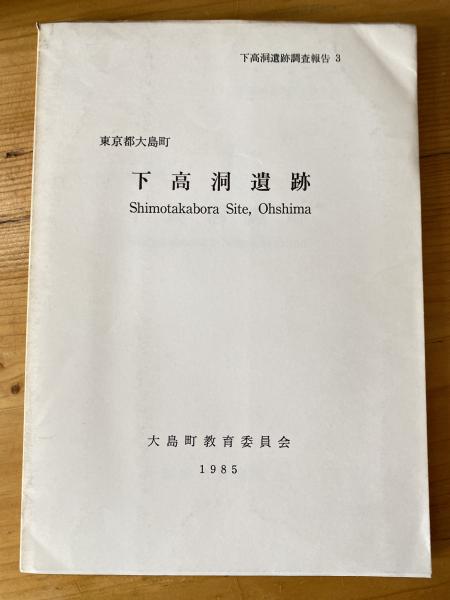 下高洞遺跡調査報告 3
東京都大島町
下高洞遺跡
Shimotakabora Site, Ohshima
大島町教育委員会
1985